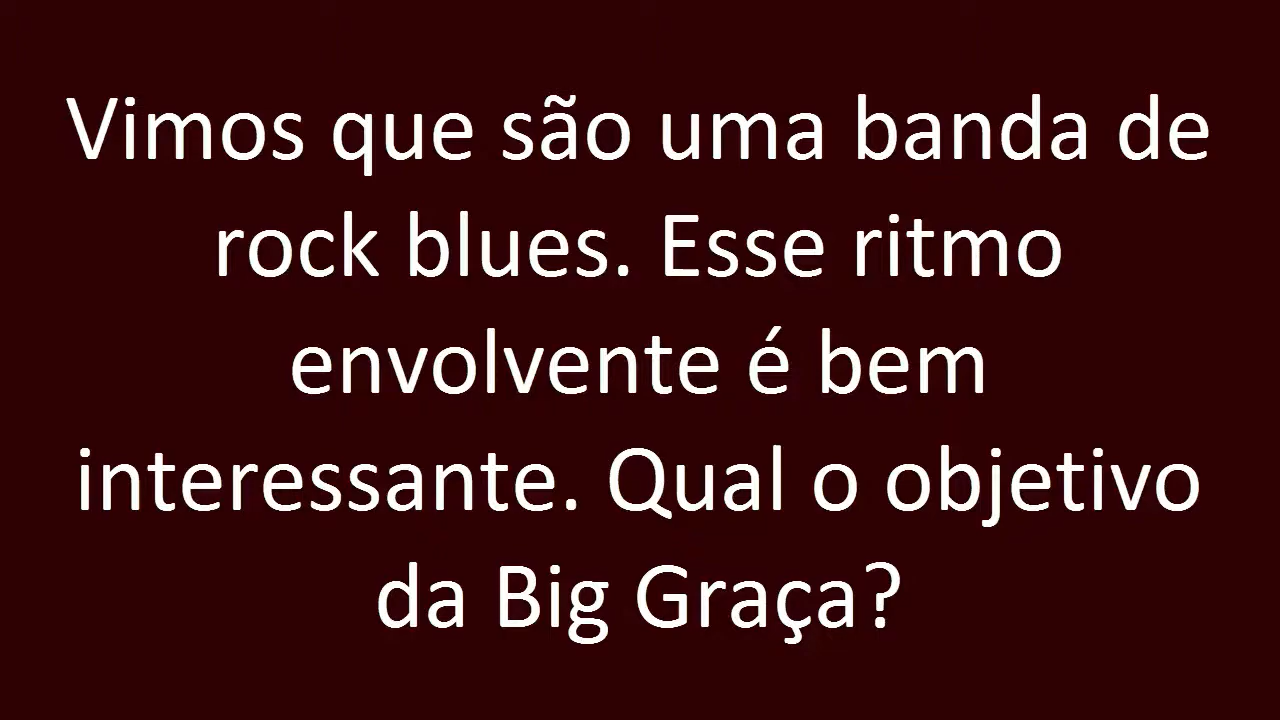 Vimos que são uma banda de
rock blues. Esse ritmo
envolvente é bem
interessante. Qual o objetivo
da Big Graça?